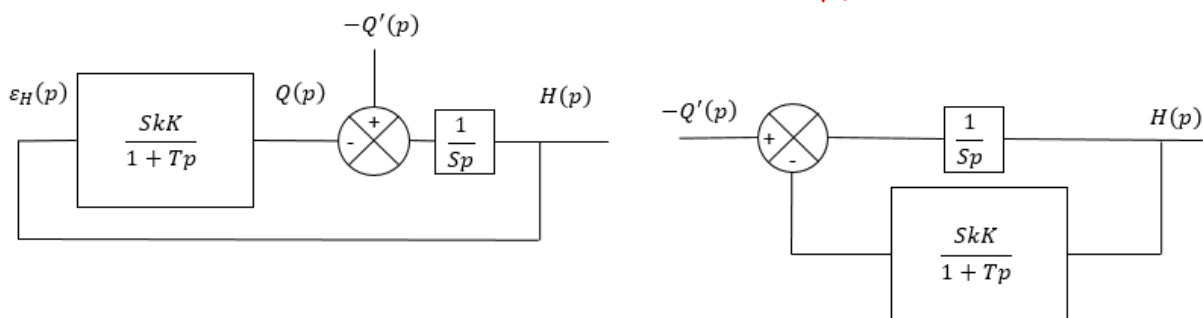 −Q′(p)
ε_H(p)
SkK
1 + Tp
Q(p)
+
-
1
Sp
H(p)
−Q′(p)
+
-
1
Sp
H(p)
SkK
1 + Tp